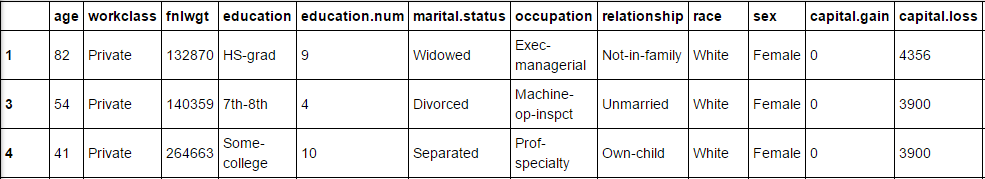 age workclass fnlwgt education education.num marital.status occupation relationship race sex capital.gain capital.loss
1 82 Private 132870 HS-grad 9 Widowed Exec-managerial Not-in-family White Female 0 4356
3 54 Private 140359 7th-8th 4 Divorced Machine-op-inspct Unmarried White Female 0 3900
4 41 Private 264663 Some-college 10 Separated Prof-specialty Own-child White Female 0 3900